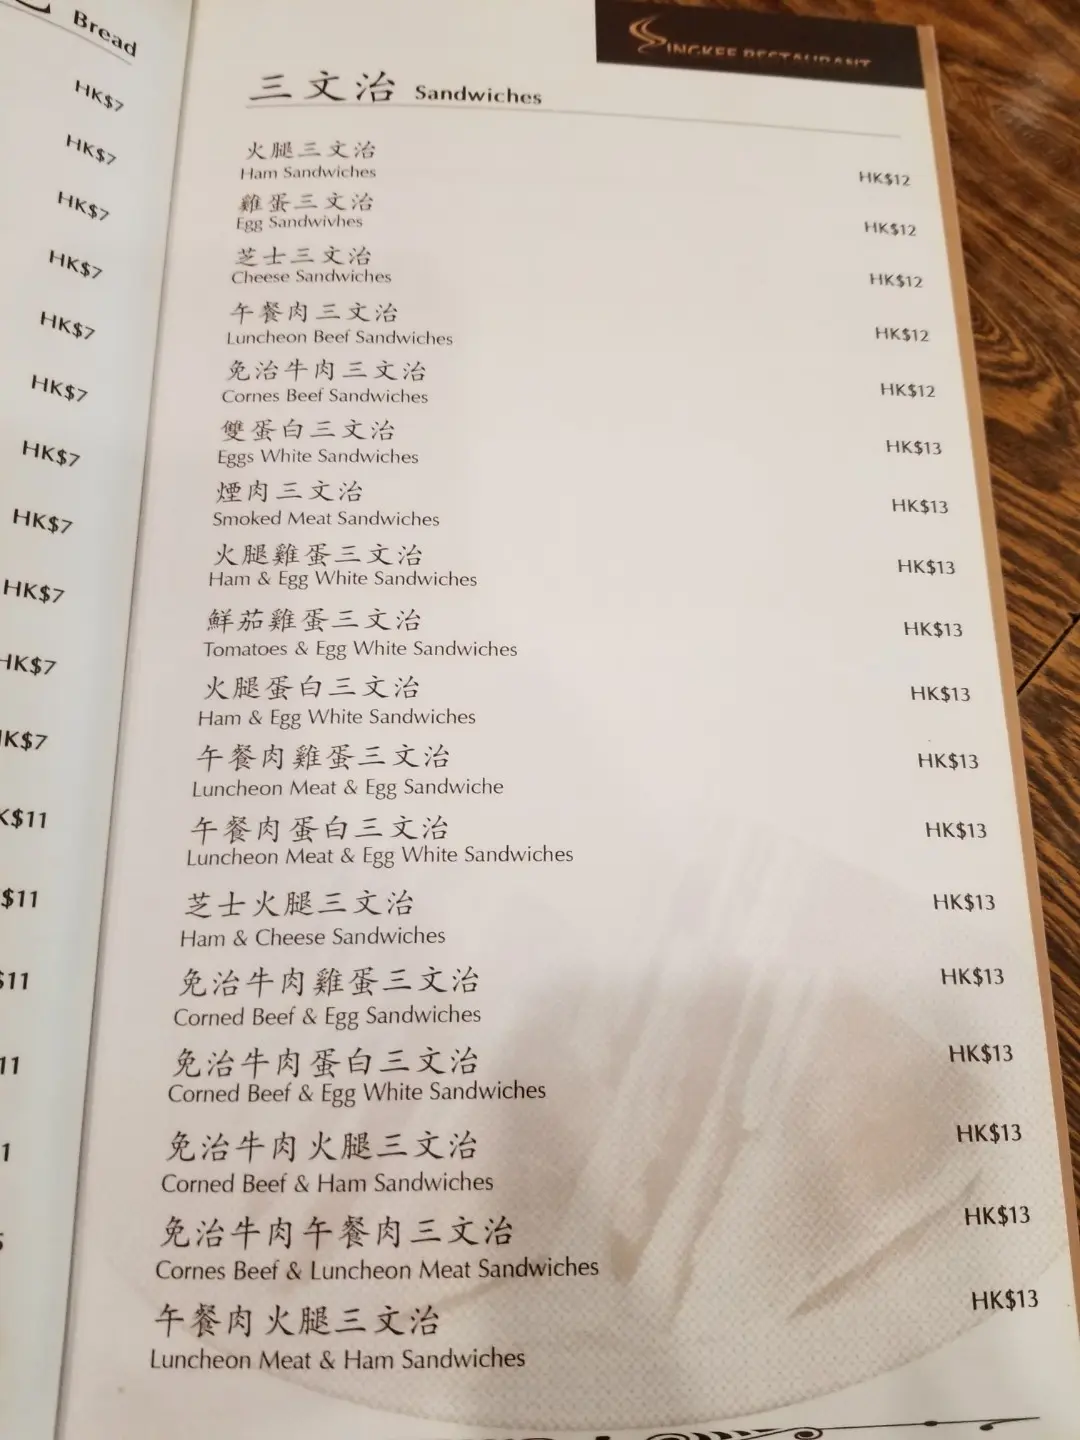 Bread
HK$7
HK$7
HK$7
HK$7
HK$7
HK$7
HK$7
HK$7
HK$7
HK$7
K$7
K$11
$11
$11
11
1
SINGKEE RESTAURANT
三文治 Sandwiches
火腿三文治
Ham Sandwiches HK$12
雞蛋三文治
Egg Sandwivhes HK$12
芝士三文治
Cheese Sandwiches HK$12
午餐肉三文治
Luncheon Beef Sandwiches HK$12
免治牛肉三文治
Cornes Beef Sandwiches HK$12
雙蛋白三文治
Eggs White Sandwiches HK$13
煙肉三文治
Smoked Meat Sandwiches HK$13
火腿雞蛋三文治
Ham & Egg White Sandwiches HK$13
鮮茄雞蛋三文治
Tomatoes & Egg White Sandwiches HK$13
火腿蛋白三文治
Ham & Egg White Sandwiches HK$13
午餐肉雞蛋三文治
Luncheon Meat & Egg Sandwiche HK$13
午餐肉蛋白三文治
Luncheon Meat & Egg White Sandwiches HK$13
芝士火腿三文治
Ham & Cheese Sandwiches HK$13
免治牛肉雞蛋三文治
Corned Beef & Egg Sandwiches HK$13
免治牛肉蛋白三文治
Corned Beef & Egg White Sandwiches HK$13
免治牛肉火腿三文治
Corned Beef & Ham Sandwiches HK$13
免治牛肉午餐肉三文治
Cornes Beef & Luncheon Meat Sandwiches HK$13
午餐肉火腿三文治
Luncheon Meat & Ham Sandwiches HK$13